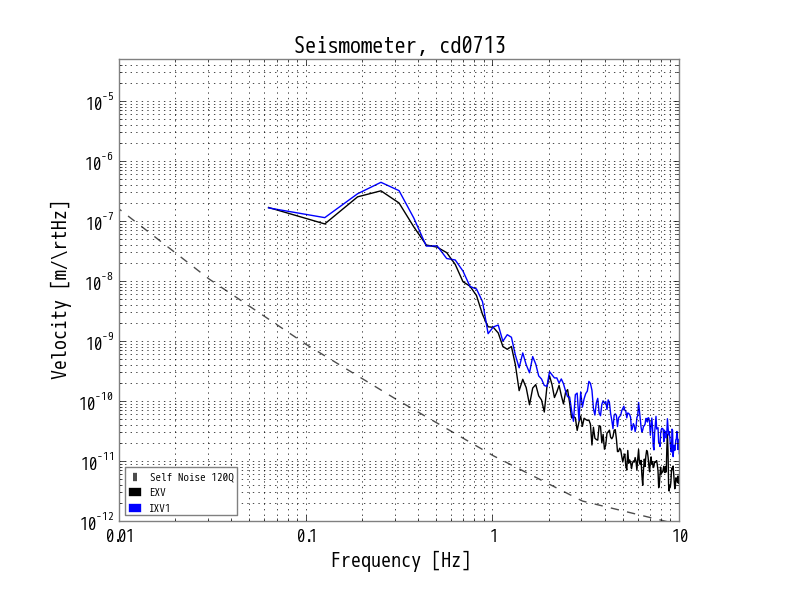 Seismometer, cd0713
Velocity [m/\rtHz]
10^-5
10^-6
10^-7
10^-8
10^-9
10^-10
10^-11
10^-12
Self Noise 120Q
EXV
IXV1
0.01 0.1 1 10
Frequency [Hz]